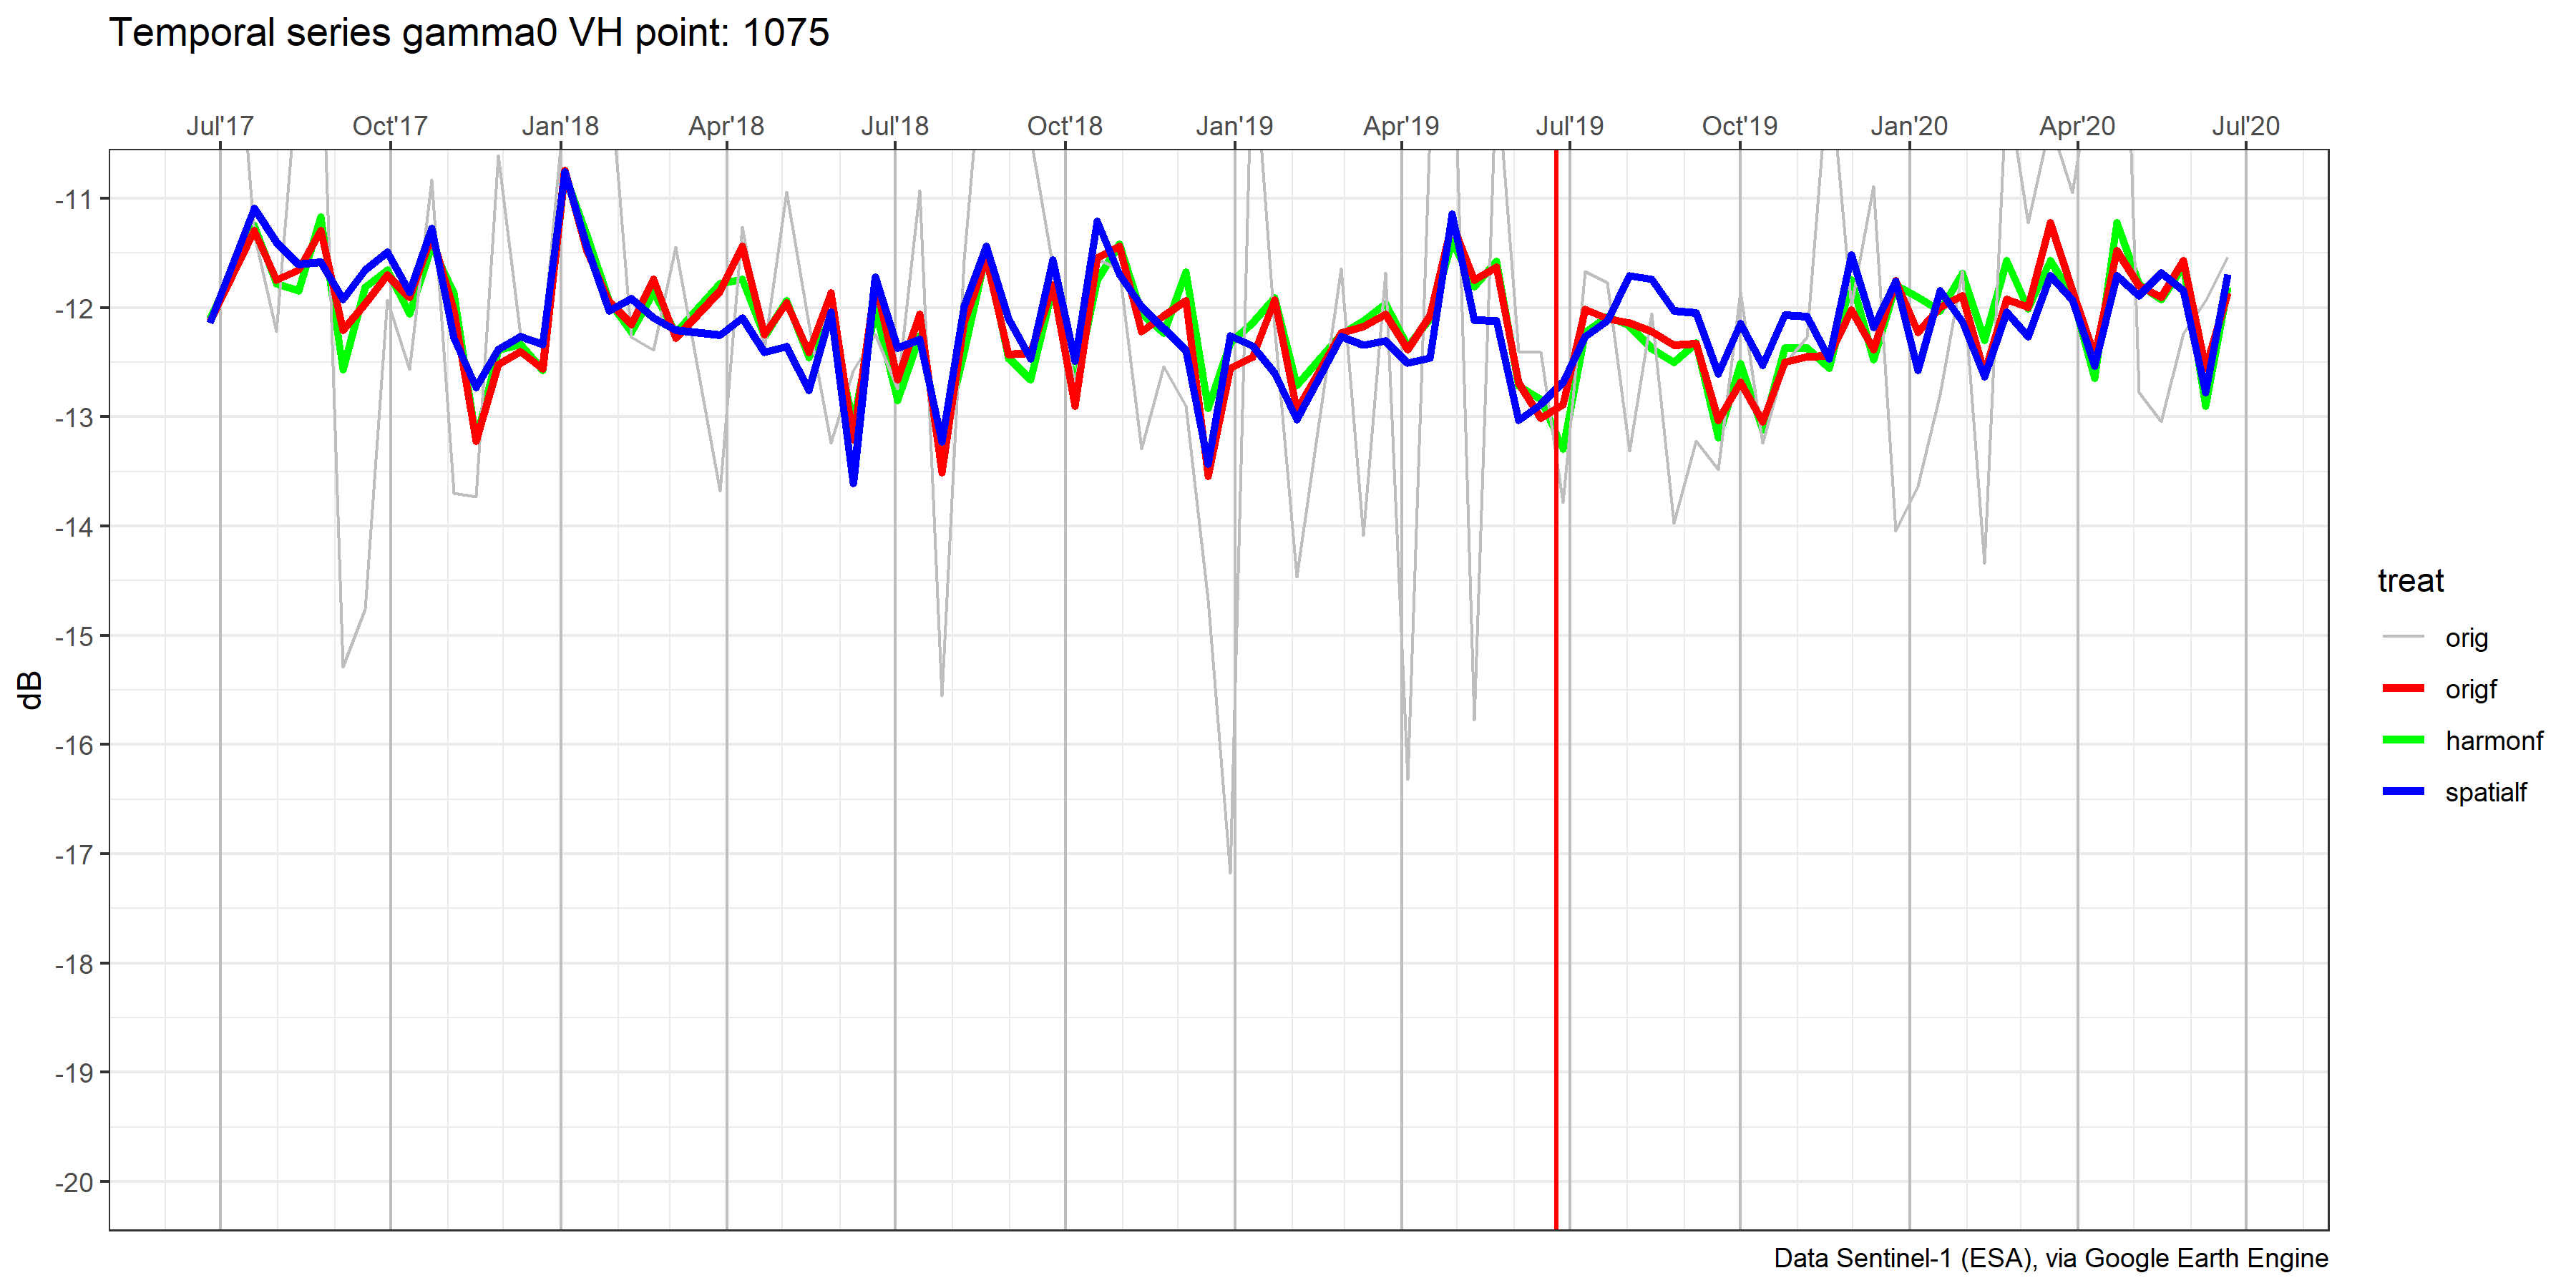 Temporal series gamma0 VH point: 1075
Jul'17 Oct'17 Jan'18 Apr'18 Jul'18 Oct'18 Jan'19 Apr'19 Jul'19 Oct'19 Jan'20 Apr'20 Jul'20
-11
-12
-13
-14
-15
-16
-17
-18
-19
-20
dB
treat
orig
origf
harmonf
spatialf
Data Sentinel-1 (ESA), via Google Earth Engine